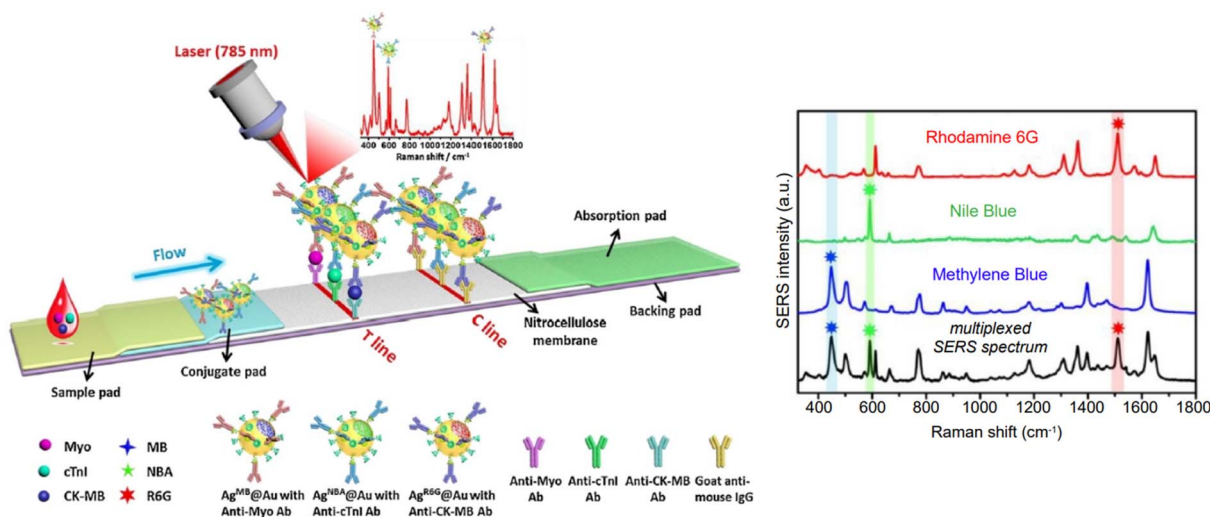 Laser (785 nm)
400 600 800 1000 1200 1400 1600 1800
Raman shift / cm⁻¹
Flow
Absorption pad
T line
C line
Nitrocellulose
membrane
Backing pad
Conjugate pad
Sample pad
Myo
cTnI
CK-MB
MB
NBA
R6G
Ag^MB@Au with
Anti-Myo Ab
Ag^NBA@Au with
Anti-cTnI Ab
Ag^R6G@Au with
Anti-CK-MB Ab
Anti-Myo
Ab
Anti-cTnI
Ab
Anti-CK-MB
Ab
Goat anti-
mouse IgG
SERS intensity (a.u.)
Rhodamine 6G
Nile Blue
Methylene Blue
multiplexed
SERS spectrum
400 600 800 1000 1200 1400 1600 1800
Raman shift (cm⁻¹)